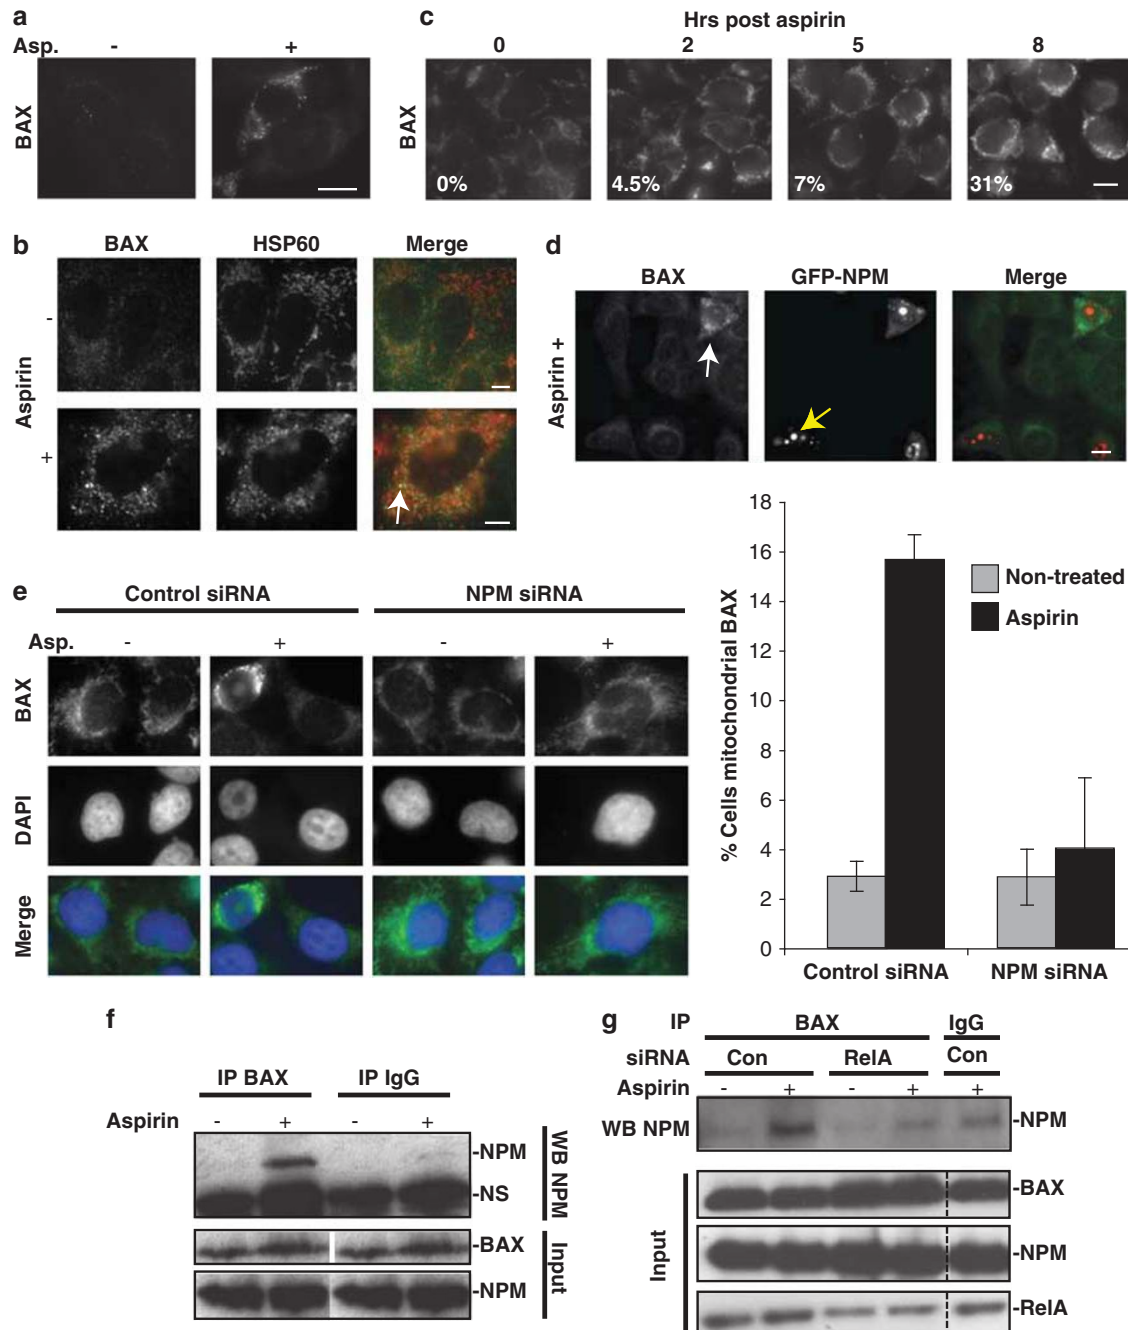 a
Asp. - +
BAX
c
Hrs post aspirin
0 2 5 8
BAX
0% 4.5% 7% 31%
b
BAX HSP60 Merge
Aspirin
-
+
d
BAX GFP-NPM Merge
Aspirin +
e
Control siRNA NPM siRNA
Asp. - + - +
BAX
DAPI
Merge
% Cells mitochondrial BAX
18
16
14
12
10
8
6
4
2
0
Non-treated
Aspirin
Control siRNA NPM siRNA
f
IP BAX IP IgG
Aspirin - + - +
-NPM
-NS
WB NPM
-BAX
-NPM
Input
g
IP BAX IgG
siRNA Con RelA Con
Aspirin - + - + +
WB NPM -NPM
Input
-BAX
-NPM
-RelA